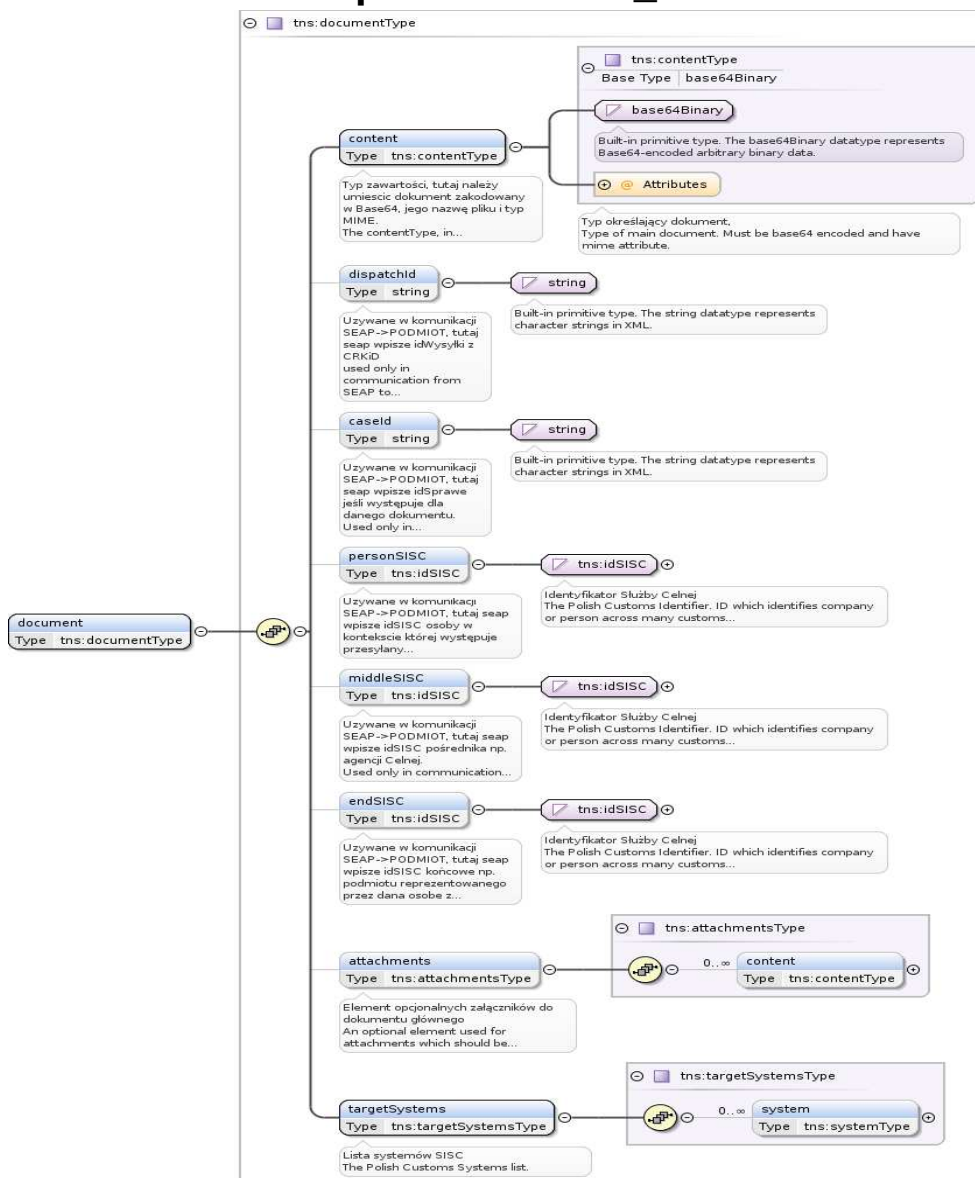 tns:documentType
tns:contentType
Base Type base64Binary
base64Binary
Built-in primitive type. The base64Binary datatype represents
Base64-encoded arbitrary binary data.
Attributes
content
Type tns:contentType
Typ zawartości, tutaj należy
umiescic dokument zakodowany
w Base64, jego nazwę pliku i typ
MIME.
The contentType, in...
Typ określający dokument,
Type of main document. Must be base64 encoded and have
mime attribute.
dispatchId
Type string
string
Uzywane w komunikacji
SEAP->PODMIOT, tutaj
seap wpisze idWysyłki z
CRKiD
used only in
communication from
SEAP to...
Built-in primitive type. The string datatype represents
character strings in XML.
caseId
Type string
string
Uzywane w komunikacji
SEAP->PODMIOT, tutaj
seap wpisze idSprawe
jeśli występuje dla
danego dokumentu.
Used only in...
Built-in primitive type. The string datatype represents
character strings in XML.
personSISC
Type tns:idSISC
tns:idSISC
Uzywane w komunikacji
SEAP->PODMIOT, tutaj seap
wpisze idSISC osoby w
kontekscie której występuje
przesyłany...
Identyfikator Służby Celnej
The Polish Customs Identifier. ID which identifies company
or person across many customs...
document
Type tns:documentType
middleSISC
Type tns:idSISC
tns:idSISC
Uzywane w komunikacji
SEAP->PODMIOT, tutaj seap
wpisze idSISC pośrednika np.
agencji Celnej.
Used only in communication...
Identyfikator Służby Celnej
The Polish Customs Identifier. ID which identifies company
or person across many customs...
endSISC
Type tns:idSISC
tns:idSISC
Uzywane w komunikacji
SEAP->PODMIOT, tutaj seap
wpisze idSISC końcowe np.
podmiotu reprezentowanego
przez dana osobe z...
Identyfikator Służby Celnej
The Polish Customs Identifier. ID which identifies company
or person across many customs...
tns:attachmentsType
attachments
Type tns:attachmentsType
0..∞
content
Type tns:contentType
Element opcjonalnych załączników do
dokumentu głównego
An optional element used for
attachments which should be...
tns:targetSystemsType
targetSystems
Type tns:targetSystemsType
0..∞
system
Type tns:systemType
Lista systemów SISC
The Polish Customs Systems list.